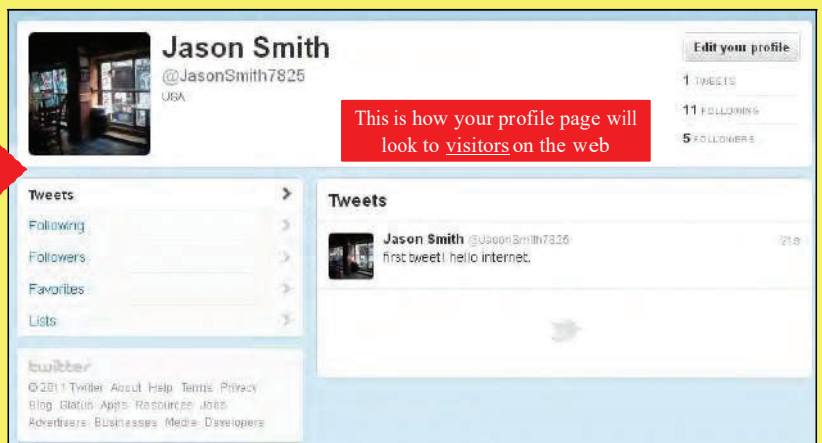 Jason Smith
@JasonSmith7825
USA
Edit your profile
1 TWEETS
11 FOLLOWING
5 FOLLOWERS
This is how your profile page will
look to visitors on the web
Tweets
Following
Followers
Favorites
Lists
twitter
© 2011 Twitter About Help Terms Privacy
Blog Status Apps Resources Jobs
Advertisers Businesses Media Developers
Tweets
Jason Smith @JasonSmith7825
first tweet! hello internet.